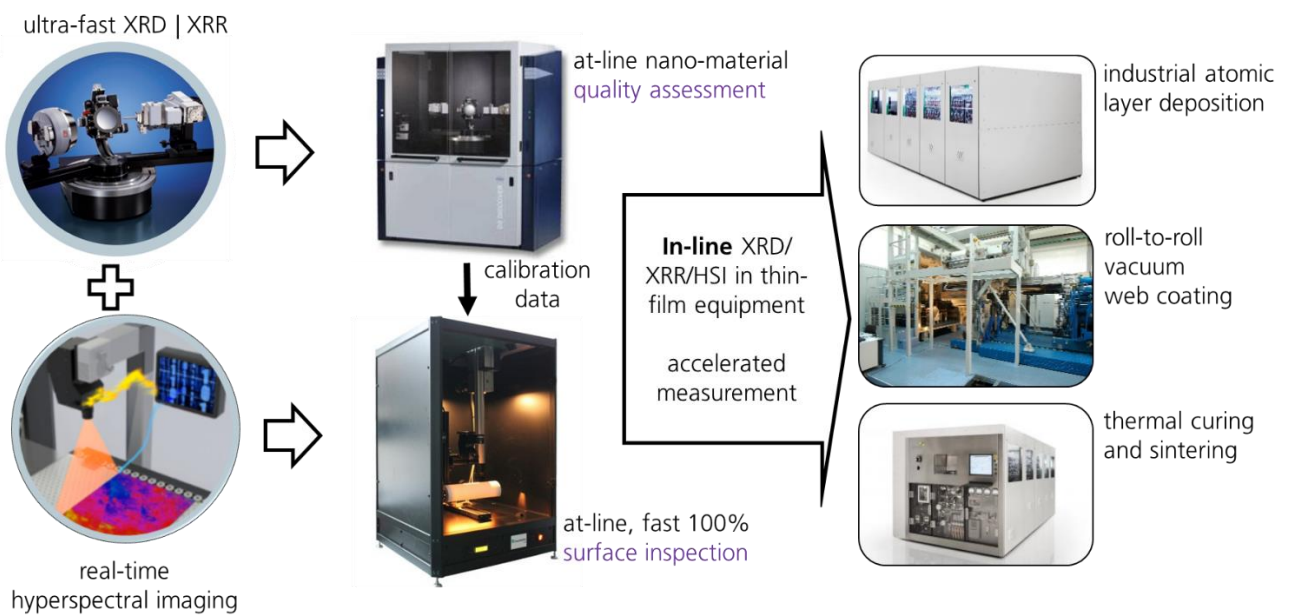 ultra-fast XRD | XRR
at-line nano-material
quality assessment
calibration
data
real-time
hyperspectral imaging
at-line, fast 100%
surface inspection
In-line XRD/
XRR/HSI in thin-
film equipment
accelerated
measurement
industrial atomic
layer deposition
roll-to-roll
vacuum
web coating
thermal curing
and sintering